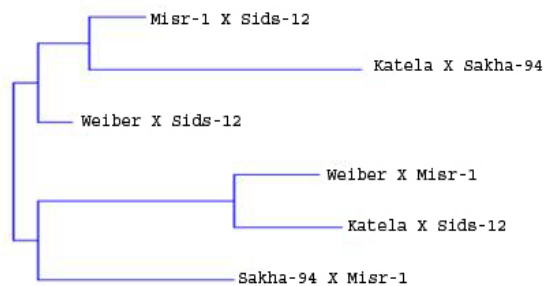 Misr-1 X Sids-12
Katela X Sakha-94
Weiber X Sids-12
Weiber X Misr-1
Katela X Sids-12
Sakha-94 X Misr-1